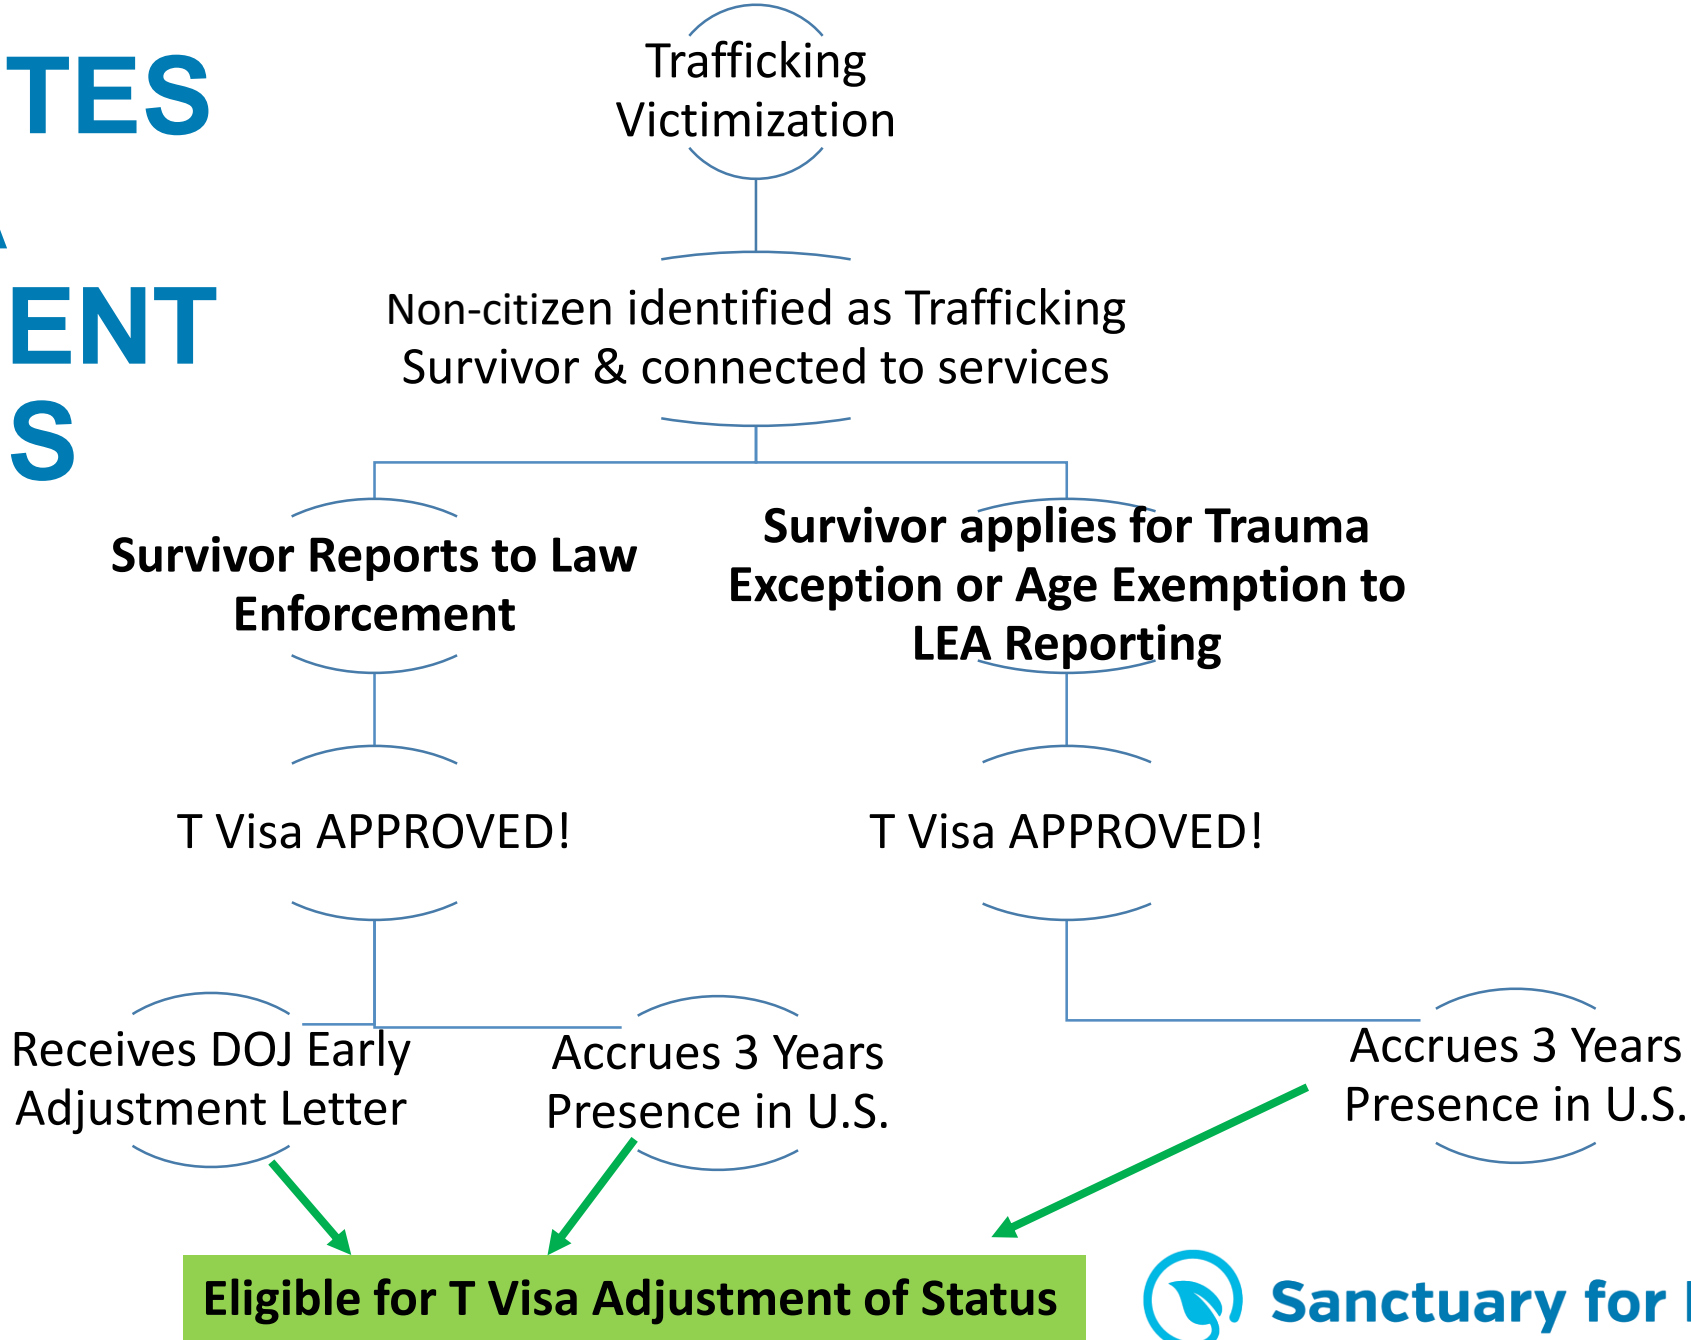 TES
A
ENT
S
Trafficking
Victimization
Non-citizen identified as Trafficking
Survivor & connected to services
Survivor Reports to Law
Enforcement
Survivor applies for Trauma
Exception or Age Exemption to
LEA Reporting
T Visa APPROVED!
T Visa APPROVED!
Receives DOJ Early
Adjustment Letter
Accrues 3 Years
Presence in U.S.
Accrues 3 Years
Presence in U.S.
Eligible for T Visa Adjustment of Status
Sanctuary for